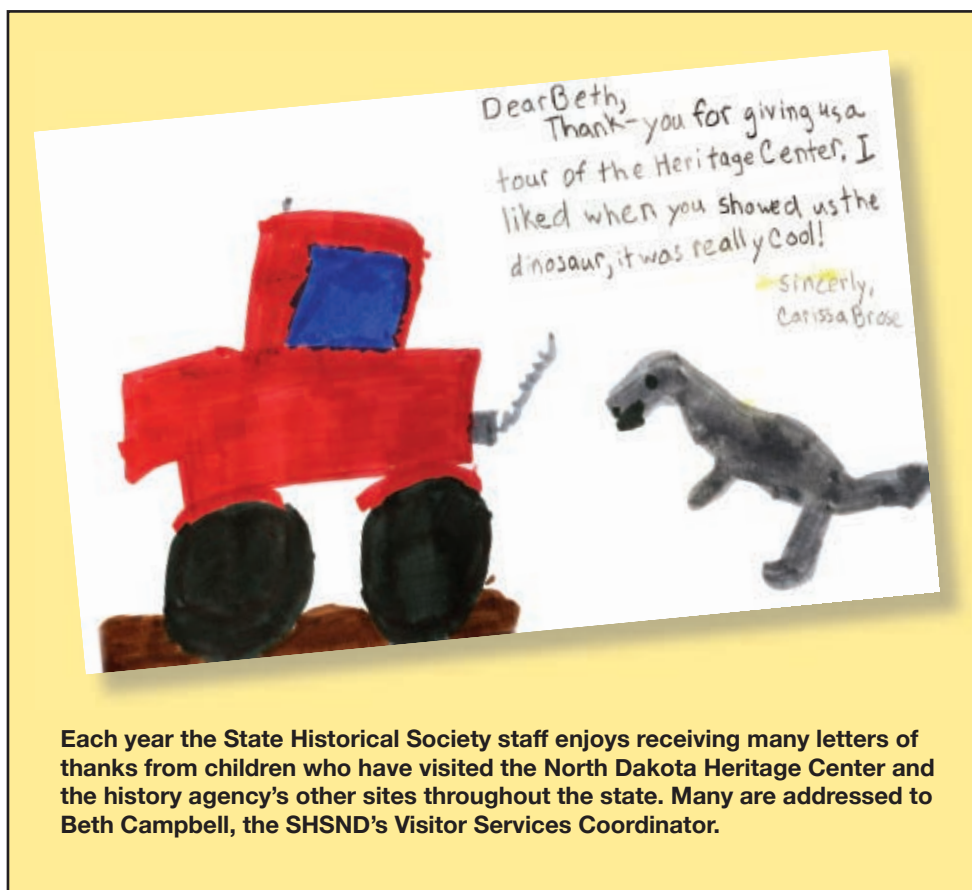 Dear Beth,
Thank-you for giving us a
tour of the Heritage Center. I
liked when you showed us the
dinosaur, it was really Cool!
Sincerly,
Carissa Brose
Each year the State Historical Society staff enjoys receiving many letters of
thanks from children who have visited the North Dakota Heritage Center and
the history agency's other sites throughout the state. Many are addressed to
Beth Campbell, the SHSND's Visitor Services Coordinator.